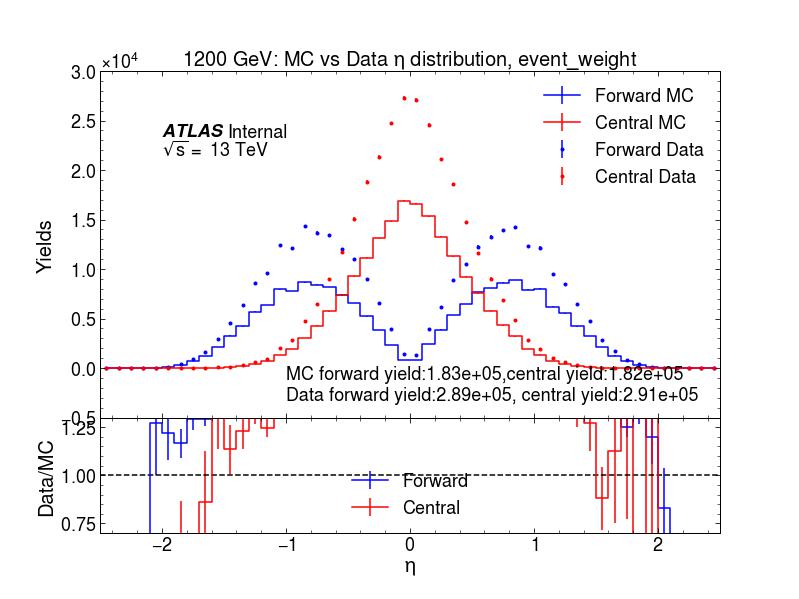 ×10⁴
1200 GeV: MC vs Data η distribution, event_weight
3.0
2.5
2.0
1.5
1.0
0.5
0.0
0.5
Yields
ATLAS Internal
√s = 13 TeV
Forward MC
Central MC
Forward Data
Central Data
MC forward yield:1.83e+05,central yield:1.82e+05
Data forward yield:2.89e+05, central yield:2.91e+05
1.25
1.00
0.75
Data/MC
Forward
Central
−2
−1
0
1
2
η